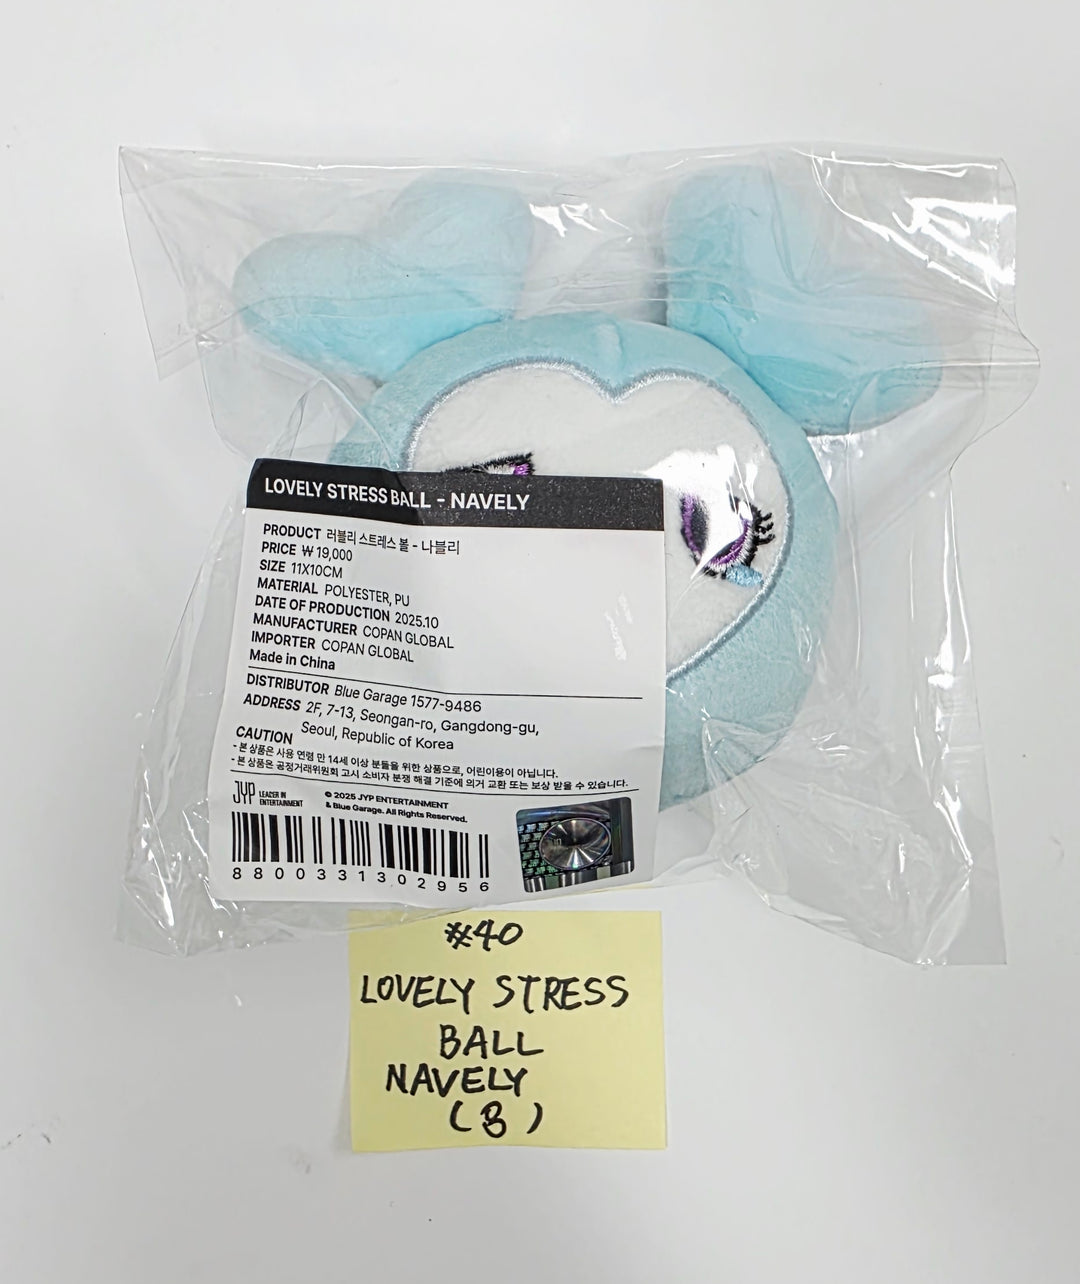 LOVELY STRESS BALL - NAVELY
PRODUCT 러블리 스트레스 볼 - 나블리
PRICE ₩ 19,000
SIZE 11X10CM
MATERIAL POLYESTER, PU
DATE OF PRODUCTION 2025.10
MANUFACTURER COPAN GLOBAL
IMPORTER COPAN GLOBAL
Made in China
DISTRIBUTOR Blue Garage 1577-9486
ADDRESS 2F, 7-13, Seongan-ro, Gangdong-gu,
Seoul, Republic of Korea
CAUTION
- 본 상품은 사용 연령 만 14세 이상 분들을 위한 상품으로, 어린이용이 아닙니다.
- 본 상품은 공정거래위원회 고시 소비자 분쟁 해결 기준에 의거 교환 또는 보상 받을 수 있습니다.
JYP LEADER IN
ENTERTAINMENT
© 2025 JYP ENTERTAINMENT
& Blue Garage. All Rights Reserved.
8800331302956
#40
LOVELY STRESS
BALL
NAVELY
(B)